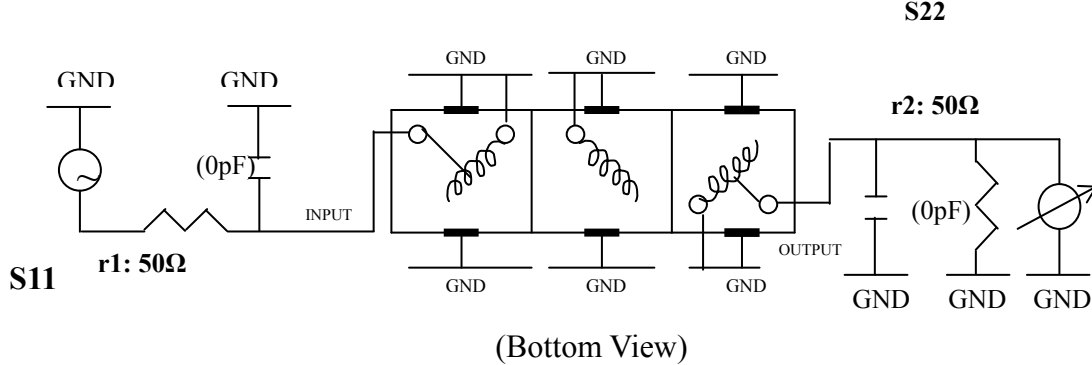 S22
GND
GND
GND
GND
GND
r2: 50Ω
(0pF)
(0pF)
INPUT
OUTPUT
r1: 50Ω
S11
GND
GND
GND
GND
GND
GND
(Bottom View)